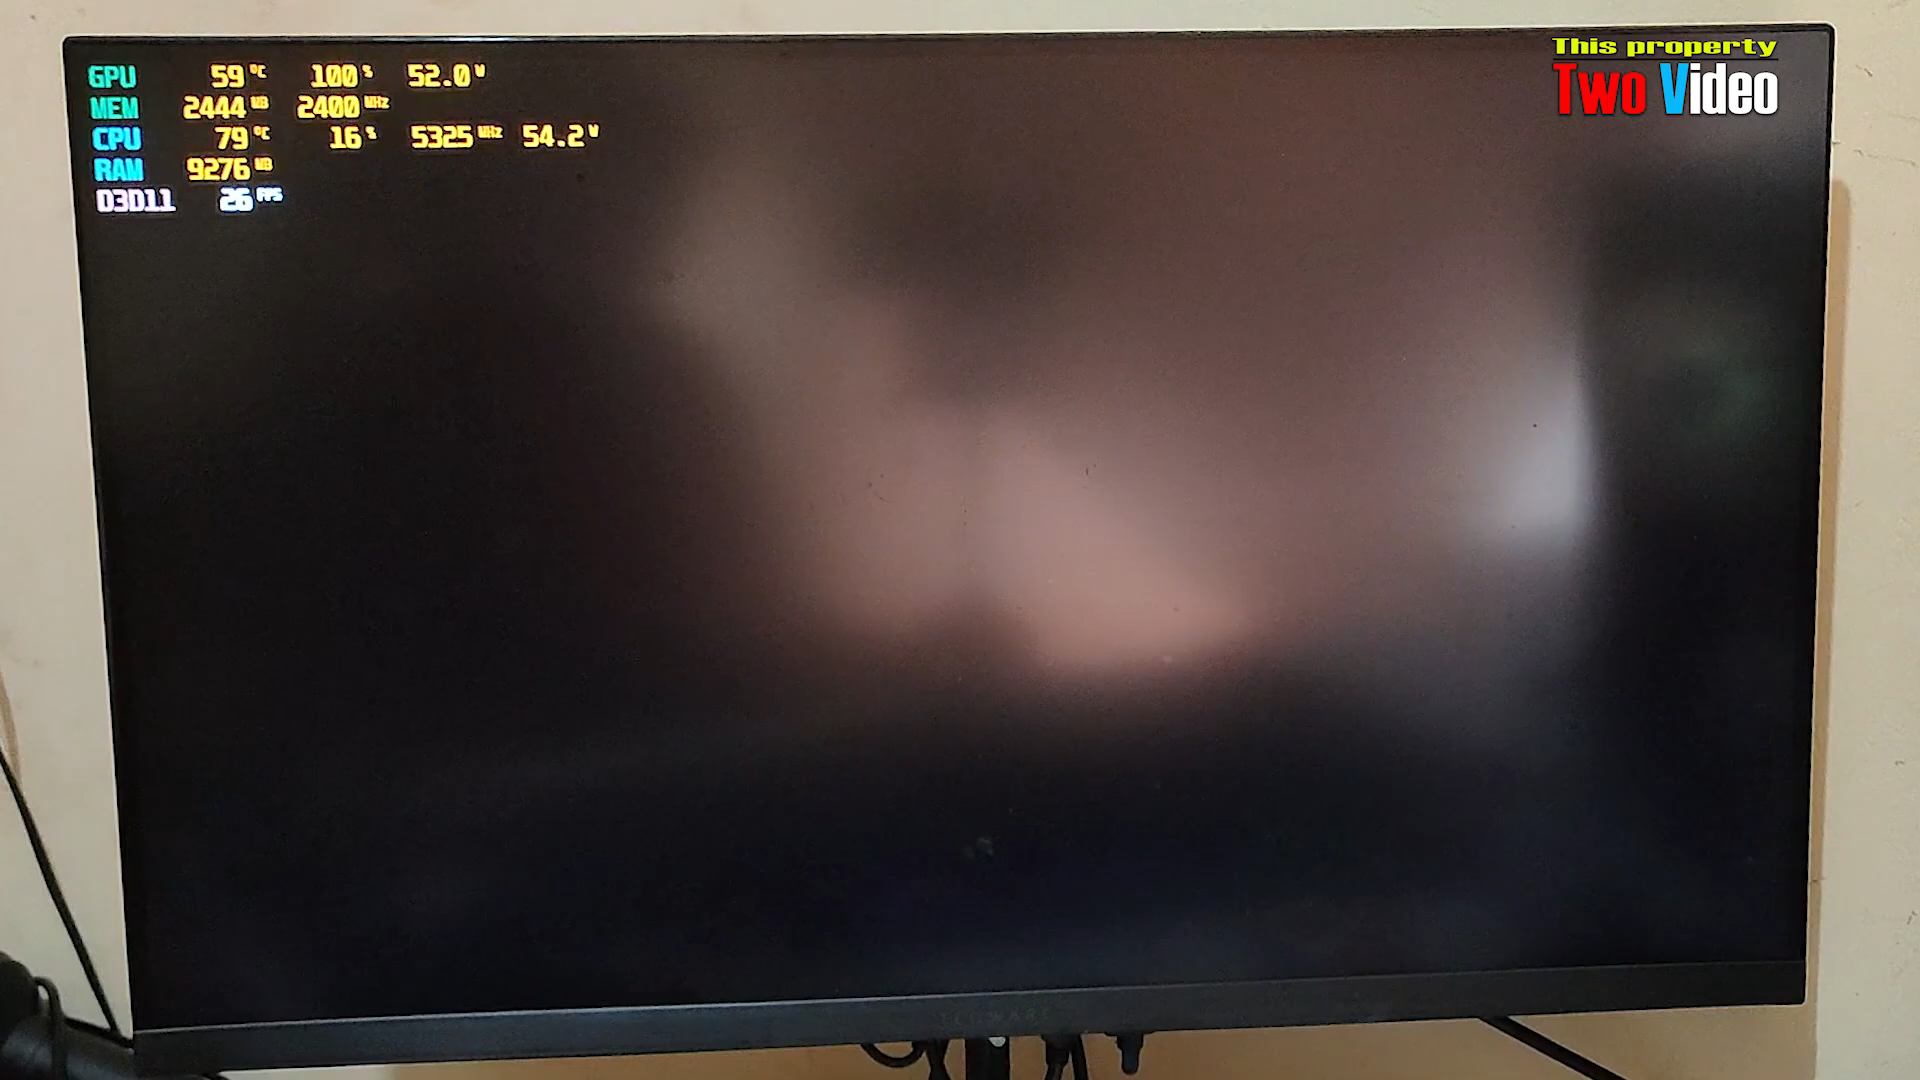 This property
Two Video
GPU 59 °C 100 % 52.0 W
MEM 2444 MB 2400 MHz
CPU 79 °C 16 % 5325 MHz 54.2 W
RAM 9276 MB
D3D11 26 FPS
TECWARE